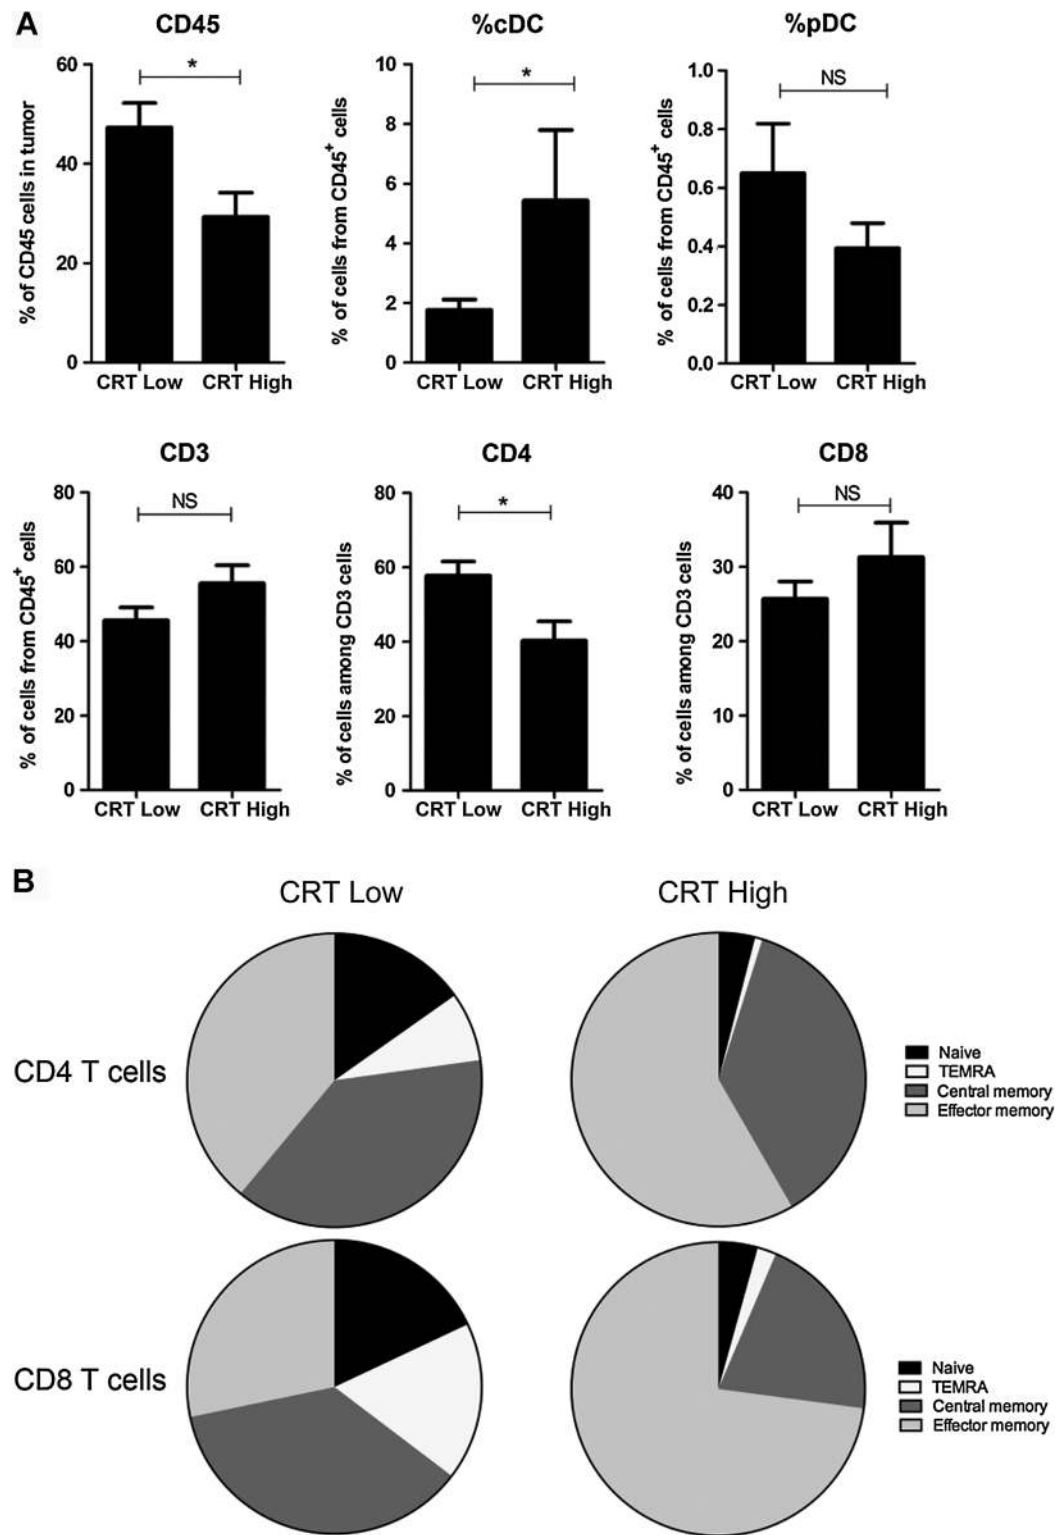 A
CD45
% of CD45 cells in tumor
60
40
20
0
*
CRT Low
CRT High
%cDC
% of cells from CD45+ cells
10
8
6
4
2
0
*
CRT Low
CRT High
%pDC
% of cells from CD45+ cells
1.0
0.8
0.6
0.4
0.2
0.0
NS
CRT Low
CRT High
CD3
% of cells from CD45+ cells
80
60
40
20
0
NS
CRT Low
CRT High
CD4
% of cells among CD3 cells
80
60
40
20
0
*
CRT Low
CRT High
CD8
% of cells among CD3 cells
40
30
20
10
0
NS
CRT Low
CRT High
B
CRT Low
CRT High
CD4 T cells
Naive
TEMRA
Central memory
Effector memory
CD8 T cells
Naive
TEMRA
Central memory
Effector memory